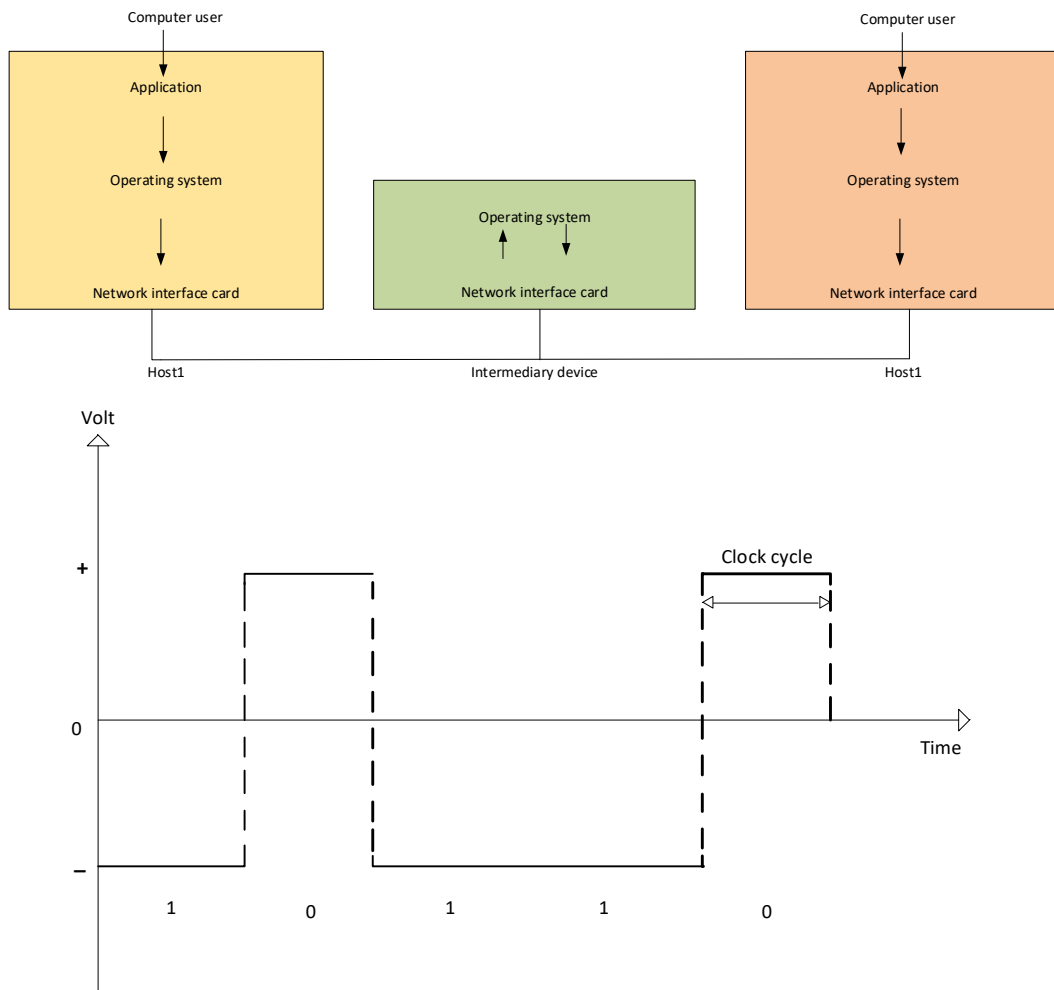 Computer user
Computer user
Application
Application
Operating system
Operating system
Operating system
Network interface card
Network interface card
Network interface card
Host1
Intermediary device
Host1
Volt
+
Clock cycle
0
Time
–
1
0
1
1
0